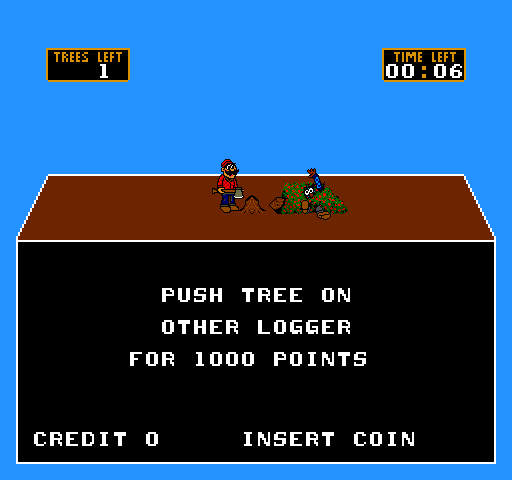 TREES LEFT
1
TIME LEFT
00:06
PUSH TREE ON
OTHER LOGGER
FOR 1000 POINTS
CREDIT 0 INSERT COIN